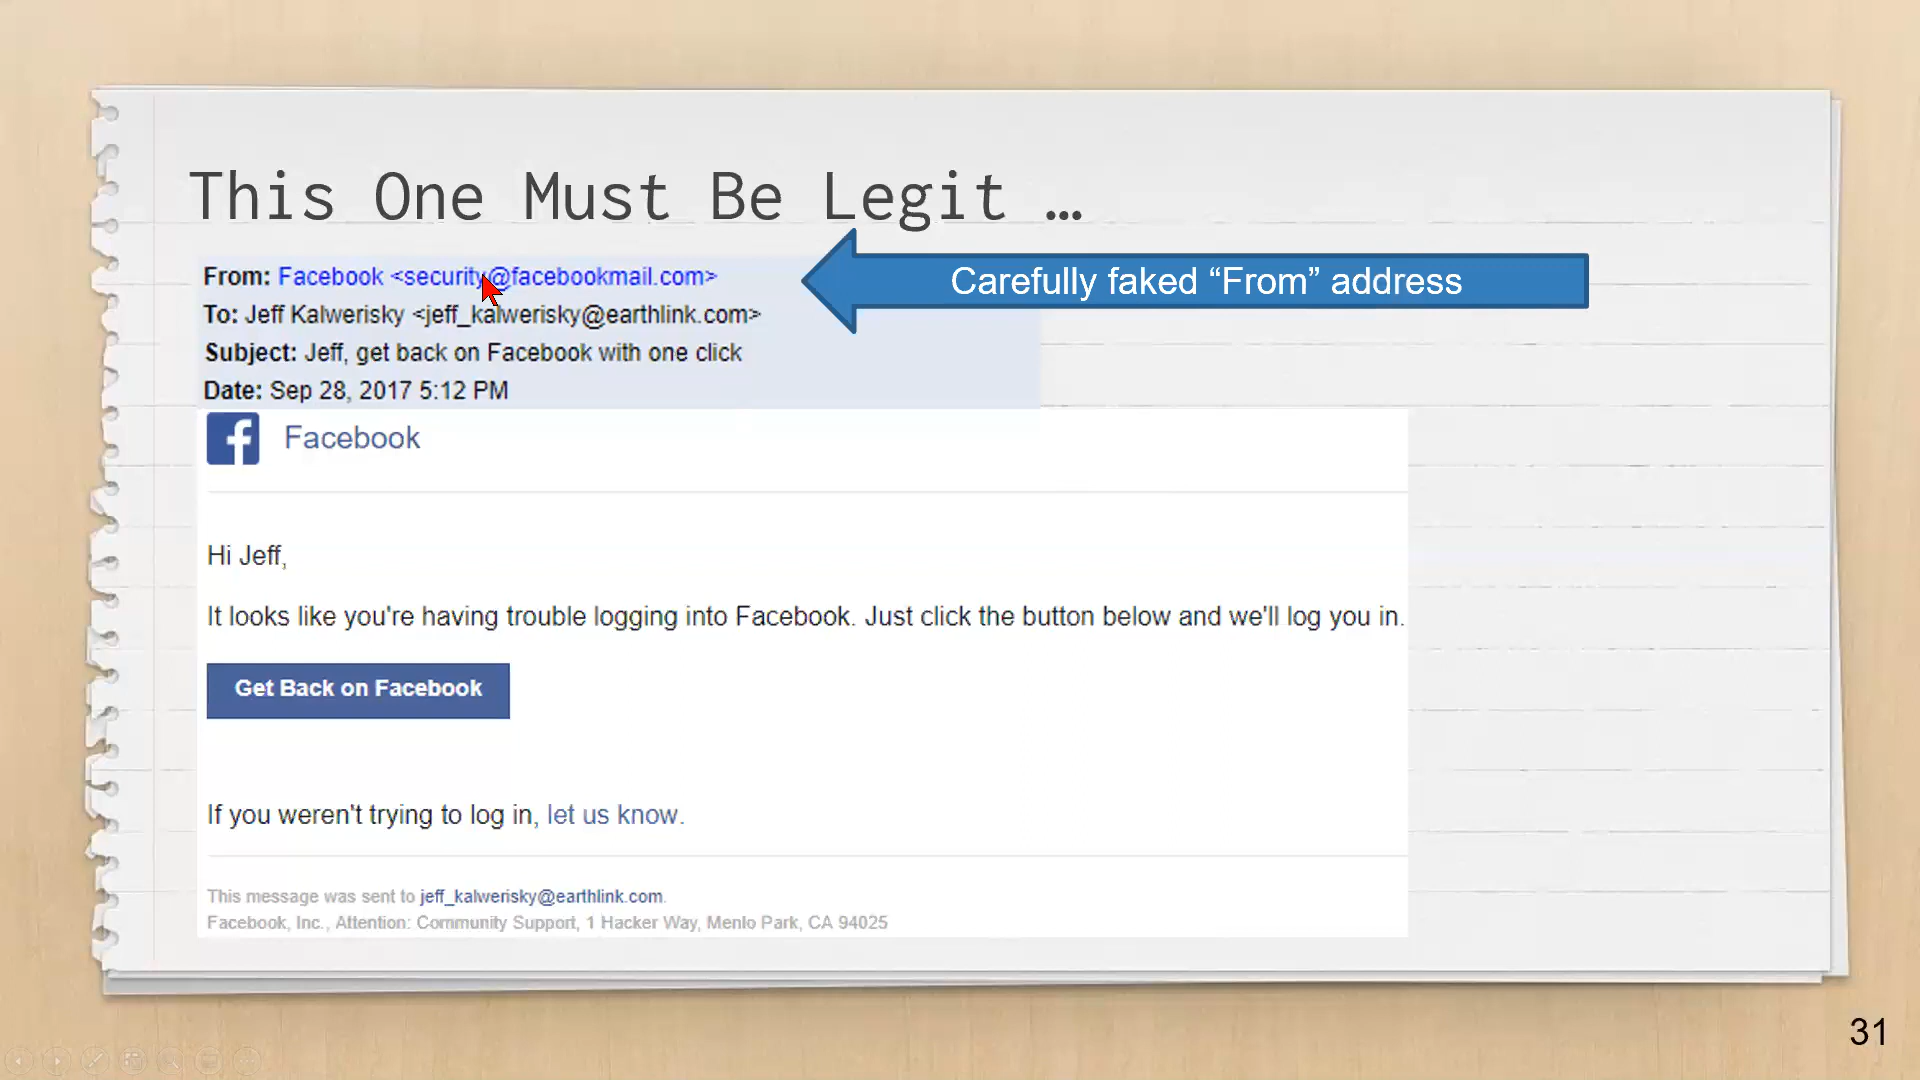 This One Must Be Legit …
Carefully faked “From” address
From: Facebook <security@facebookmail.com>
To: Jeff Kalwerisky <jeff_kalwerisky@earthlink.com>
Subject: Jeff, get back on Facebook with one click
Date: Sep 28, 2017 5:12 PM
Facebook
Hi Jeff,
It looks like you're having trouble logging into Facebook. Just click the button below and we'll log you in.
Get Back on Facebook
If you weren't trying to log in, let us know.
This message was sent to jeff_kalwerisky@earthlink.com.
Facebook, Inc., Attention: Community Support, 1 Hacker Way, Menlo Park, CA 94025
31